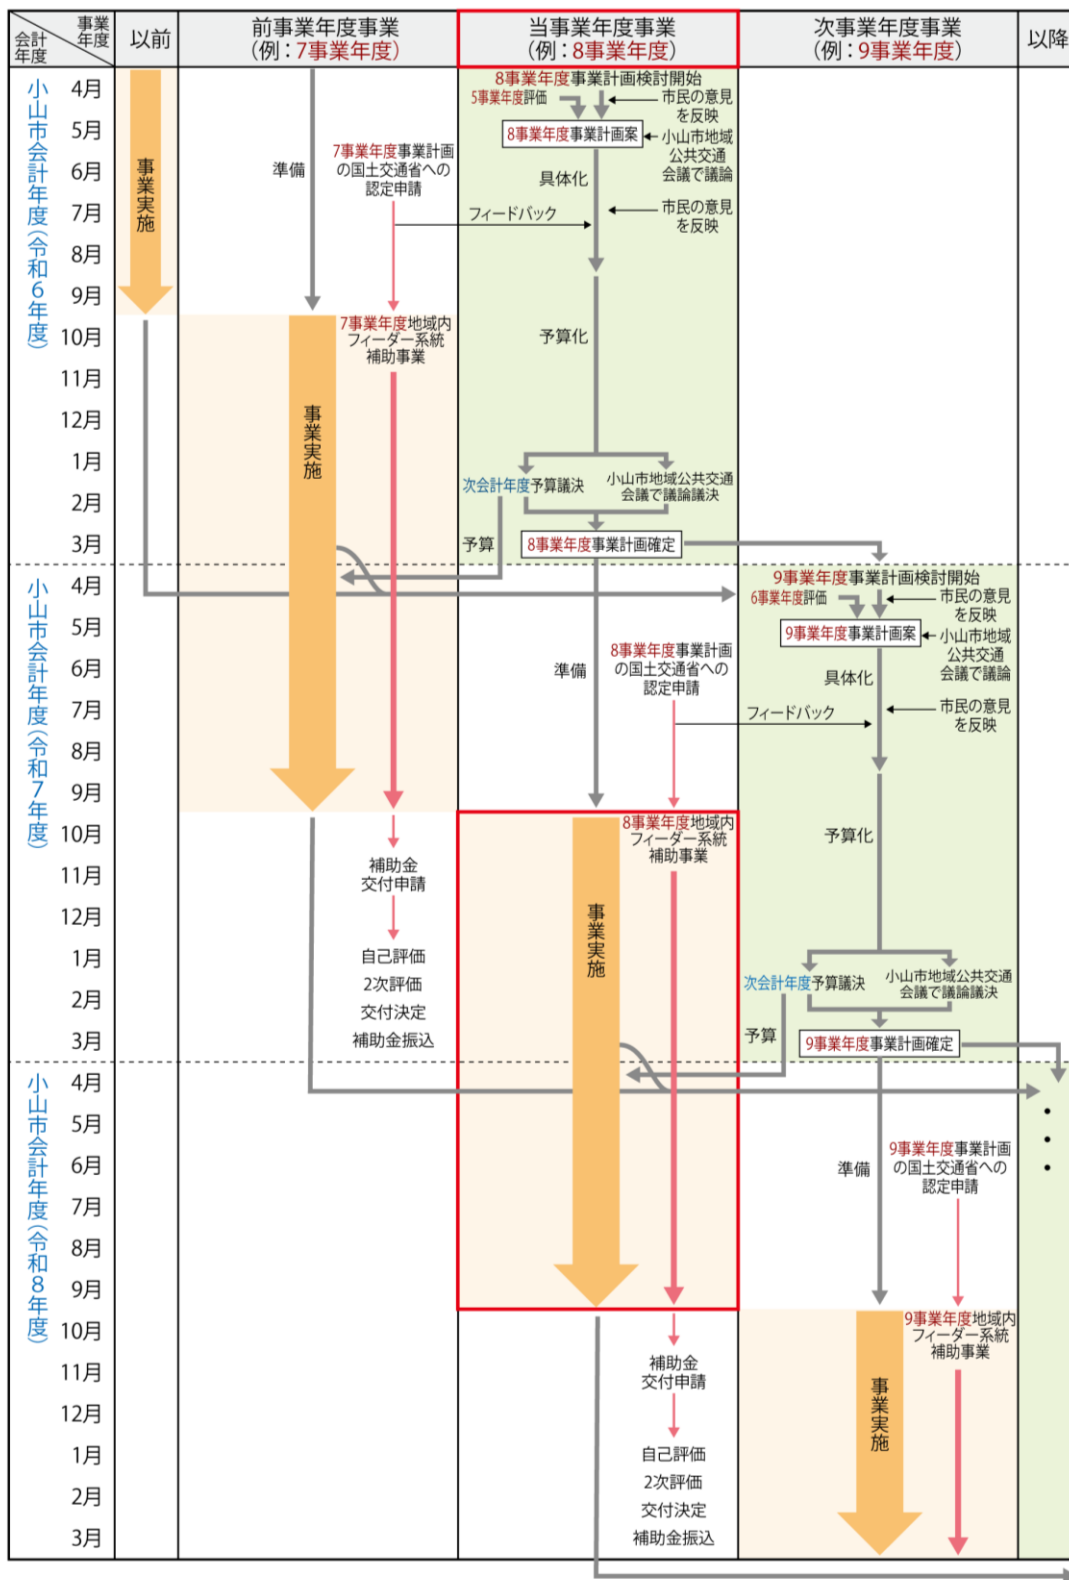 事業
年度
会計
年度
以前
前事業年度事業
(例：7事業年度)
当事業年度事業
(例：8事業年度)
次事業年度事業
(例：9事業年度)
以降
小山市会計年度(令和6年度)
4月
5月
6月
7月
8月
9月
10月
11月
12月
1月
2月
3月
事業実施
準備
7事業年度事業計画
の国土交通省への
認定申請
7事業年度地域内
フィーダー系統
補助事業
事業実施
8事業年度事業計画検討開始
5事業年度評価
市民の意見
を反映
8事業年度事業計画案
小山市地域
公共交通
会議で議論
具体化
市民の意見
を反映
フィードバック
予算化
次会計年度予算議決
小山市地域公共交通
会議で議論議決
予算
8事業年度事業計画確定
小山市会計年度(令和7年度)
4月
5月
6月
7月
8月
9月
10月
11月
12月
1月
2月
3月
補助金
交付申請
自己評価
2次評価
交付決定
補助金振込
準備
8事業年度事業計画
の国土交通省への
認定申請
8事業年度地域内
フィーダー系統
補助事業
事業実施
9事業年度事業計画検討開始
6事業年度評価
市民の意見
を反映
9事業年度事業計画案
小山市地域
公共交通
会議で議論
具体化
市民の意見
を反映
フィードバック
予算化
次会計年度予算議決
小山市地域公共交通
会議で議論議決
予算
9事業年度事業計画確定
小山市会計年度(令和8年度)
4月
5月
6月
7月
8月
9月
10月
11月
12月
1月
2月
3月
補助金
交付申請
自己評価
2次評価
交付決定
補助金振込
準備
9事業年度事業計画
の国土交通省への
認定申請
9事業年度地域内
フィーダー系統
補助事業
事業実施